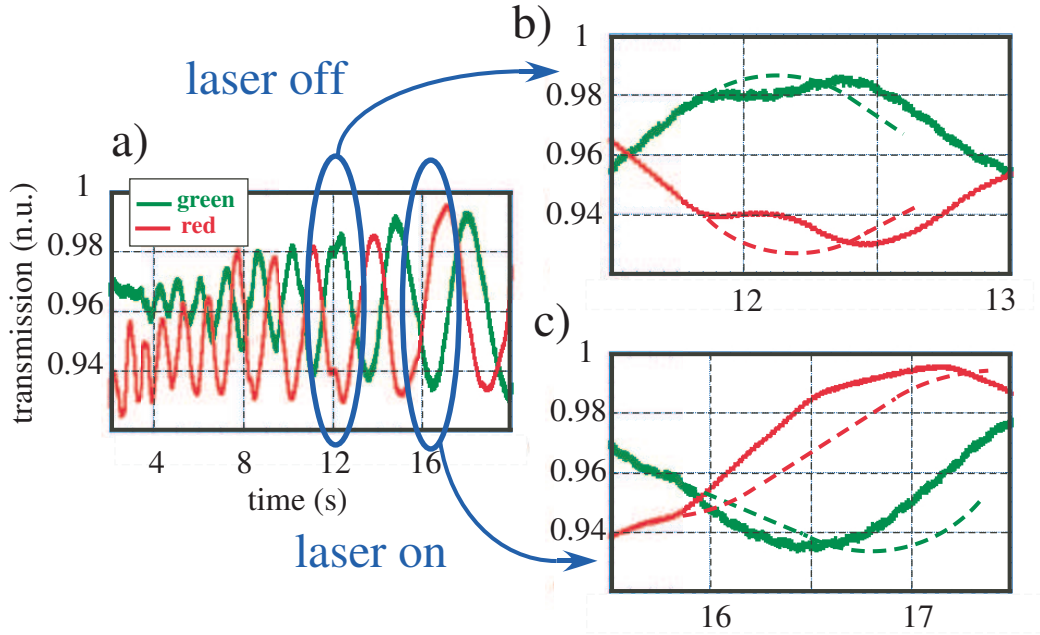 a)
laser off
transmission (n.u.)
1
0.98
0.96
0.94
green
red
4
8
12
16
time (s)
laser on
b)
1
0.98
0.96
0.94
12
13
c)
1
0.98
0.96
0.94
16
17